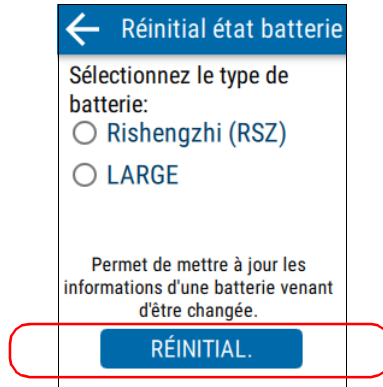 Réinitial état batterie
Sélectionnez le type de
batterie:
Rishengzhi (RSZ)
LARGE
Permet de mettre à jour les
informations d'une batterie venant
d'être changée.
RÉINITIAL.